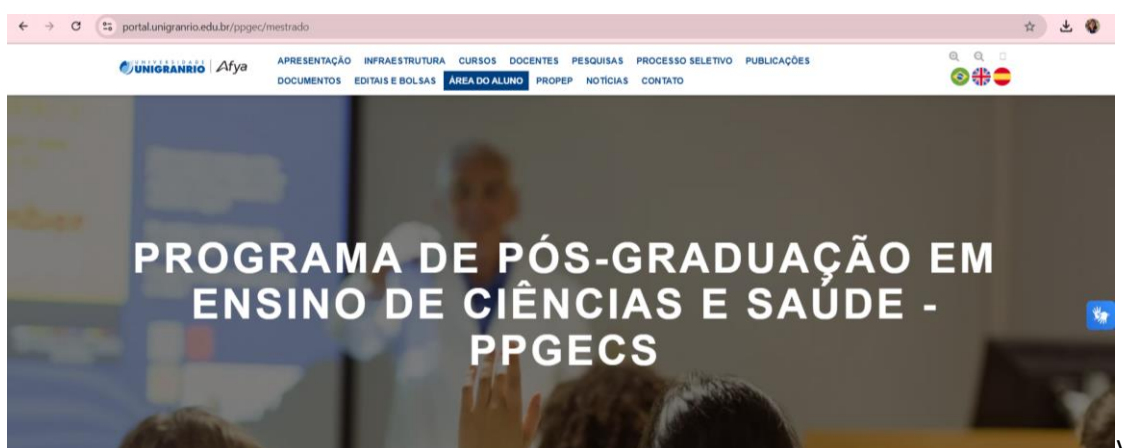 portal.unigranrio.edu.br/ppgec/mestrado
UNIVERSIDADE
UNIGRANRIO | Afya
APRESENTAÇÃO INFRAESTRUTURA CURSOS DOCENTES PESQUISAS PROCESSO SELETIVO PUBLICAÇÕES
DOCUMENTOS EDITAIS E BOLSAS ÁREA DO ALUNO PROPEP NOTÍCIAS CONTATO
PROGRAMA DE PÓS-GRADUAÇÃO EM
ENSINO DE CIÊNCIAS E SAÚDE -
PPGECS